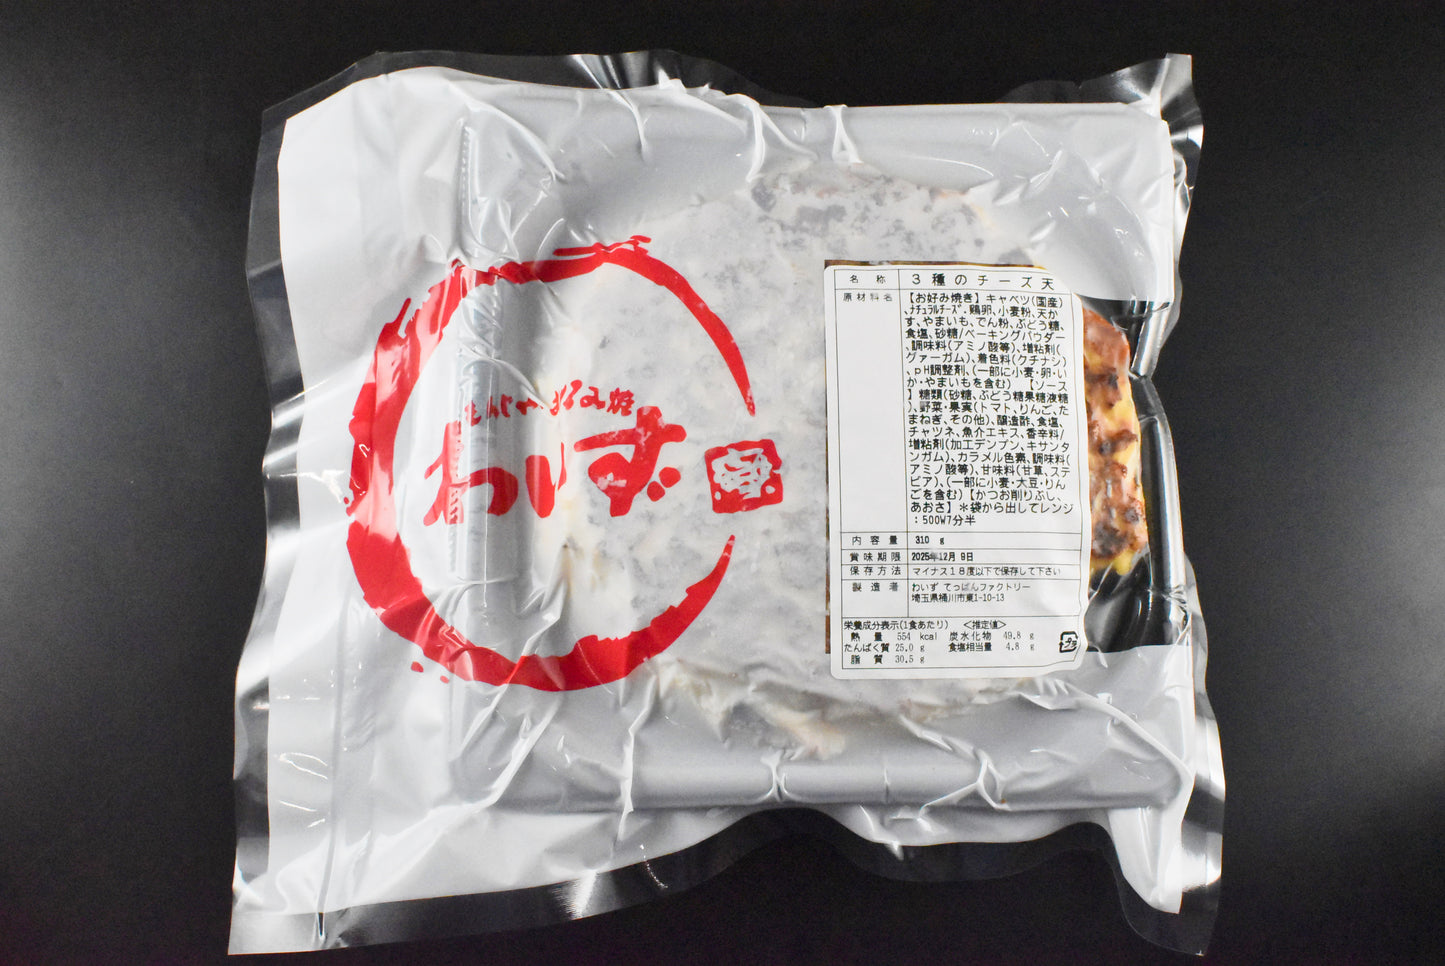 もんじゃ・お好み焼
わいず
名称 3種のチーズ天
原材料名 【お好み焼き】キャベツ(国産)
、ナチュラルチーズ、鶏卵、小麦粉、天か
す、やまいも、でん粉、ぶどう糖、
食塩、砂糖/ベーキングパウダー
、調味料(アミノ酸等)、増粘剤(
グァーガム)、着色料(クチナシ)
、pH調整剤、(一部に小麦・卵・い
か・やまいもを含む) 【ソース
】糖類(砂糖、ぶどう糖果糖液糖
)、野菜・果実(トマト、りんご、た
まねぎ、その他)、醸造酢、食塩、
チャツネ、魚介エキス、香辛料/
増粘剤(加工デンプン、キサンタ
ンガム)、カラメル色素、調味料(
アミノ酸等)、甘味料(甘草、ステ
ビア)、(一部に小麦・大豆・りん
ごを含む)【かつお削りぶし、
あおさ】*袋から出してレンジ
:500W7分半
内容量 310 g
賞味期限 2025年12月 9日
保存方法 マイナス18度以下で保存して下さい
製造者 わいず てっぱんファクトリー
埼玉県桶川市東1-10-13
栄養成分表示(1食あたり) <推定値>
熱量 554 kcal 炭水化物 49.8 g
たんぱく質 25.0 g 食塩相当量 4.8 g
脂質 30.5 g
プラ